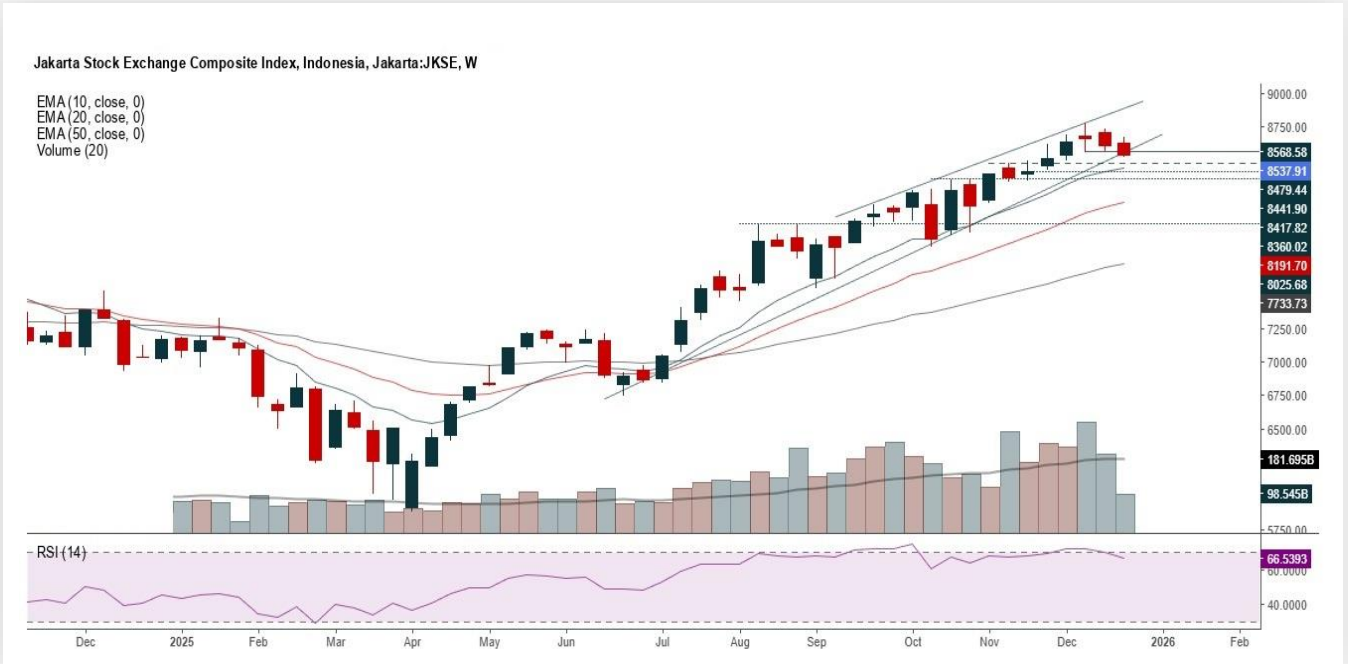 Jakarta Stock Exchange Composite Index, Indonesia, Jakarta:JKSE, W
EMA (10, close, 0)
EMA (20, close, 0)
EMA (50, close, 0)
Volume (20)
9000.00
8750.00
8568.58
8537.91
8479.44
8441.90
8417.82
8360.02
8191.70
8025.68
7733.73
7250.00
7000.00
6750.00
6500.00
181.695B
98.545B
5750.00
RSI (14)
66.5393
60.0000
40.0000
Dec 2025 Feb Mar Apr May Jun Jul Aug Sep Oct Nov Dec 2026 Feb